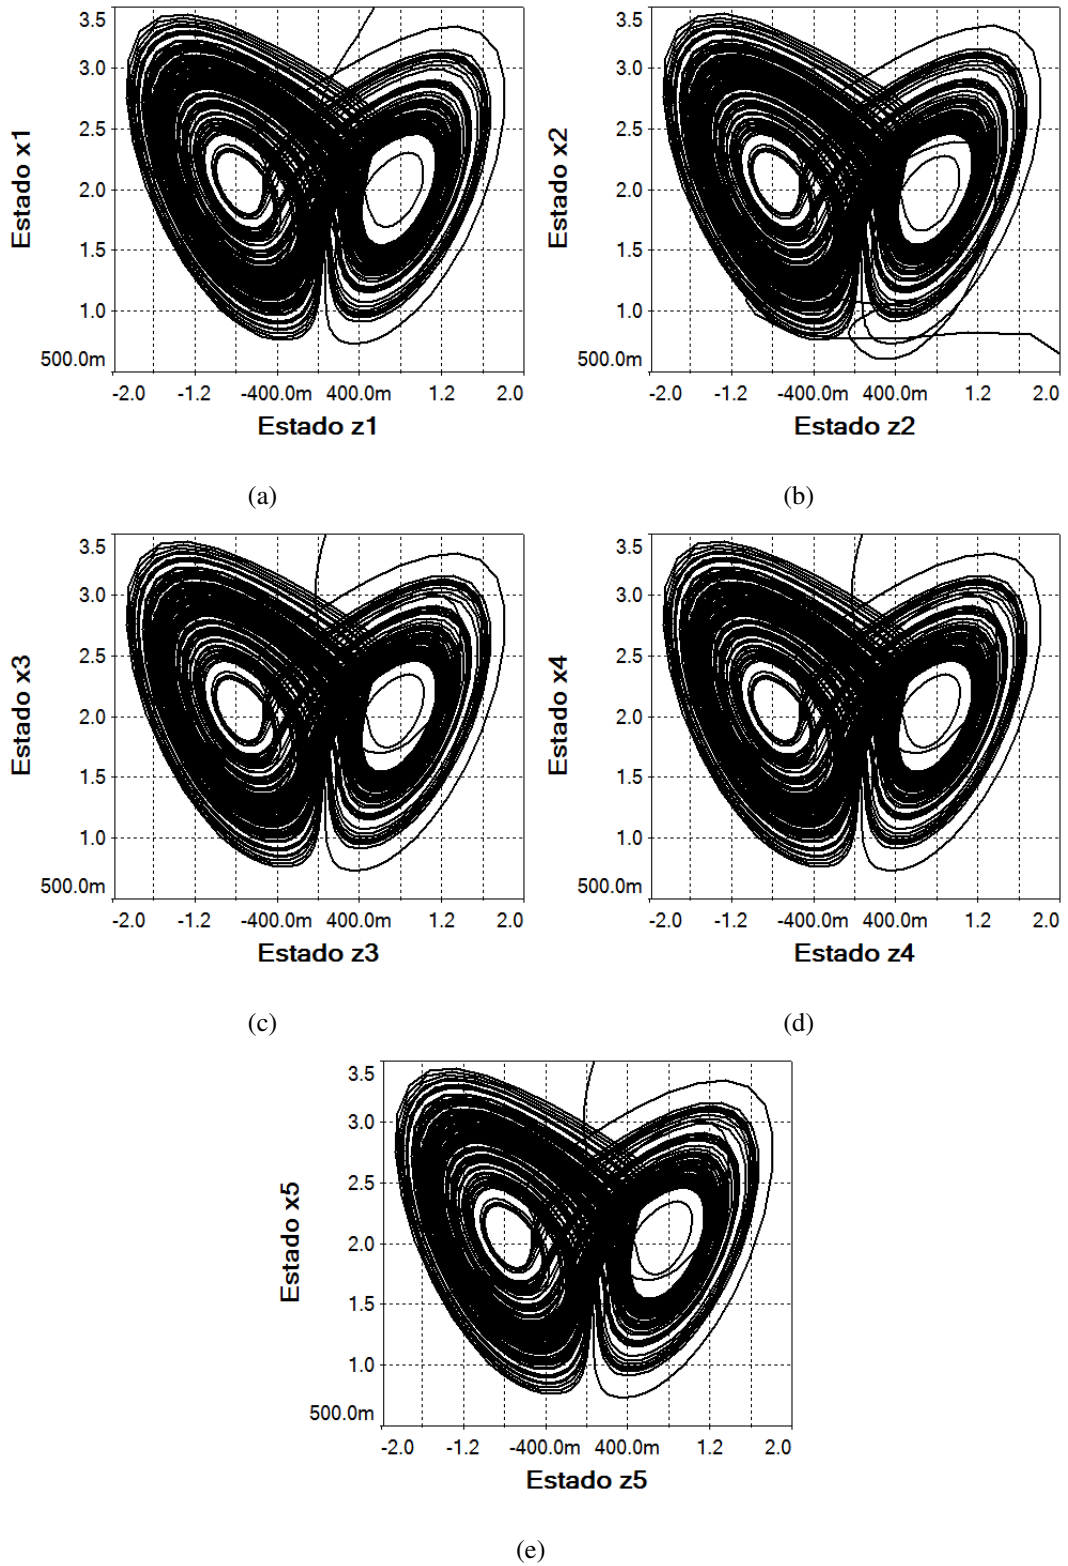 3.5
3.0
2.5
2.0
1.5
1.0
500.0m
Estado x1
-2.0 -1.2 -400.0m 400.0m 1.2 2.0
Estado z1
(a)
3.5
3.0
2.5
2.0
1.5
1.0
500.0m
Estado x2
-2.0 -1.2 -400.0m 400.0m 1.2 2.0
Estado z2
(b)
3.5
3.0
2.5
2.0
1.5
1.0
500.0m
Estado x3
-2.0 -1.2 -400.0m 400.0m 1.2 2.0
Estado z3
(c)
3.5
3.0
2.5
2.0
1.5
1.0
500.0m
Estado x4
-2.0 -1.2 -400.0m 400.0m 1.2 2.0
Estado z4
(d)
3.5
3.0
2.5
2.0
1.5
1.0
500.0m
Estado x5
-2.0 -1.2 -400.0m 400.0m 1.2 2.0
Estado z5
(e)